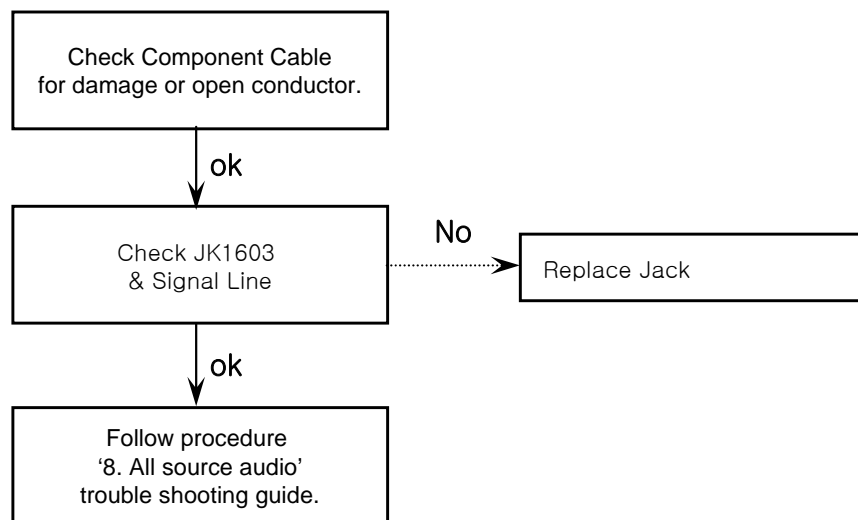 Check Component Cable
for damage or open conductor.
ok
Check JK1603
& Signal Line
No
Replace Jack
ok
Follow procedure
‘8. All source audio’
trouble shooting guide.